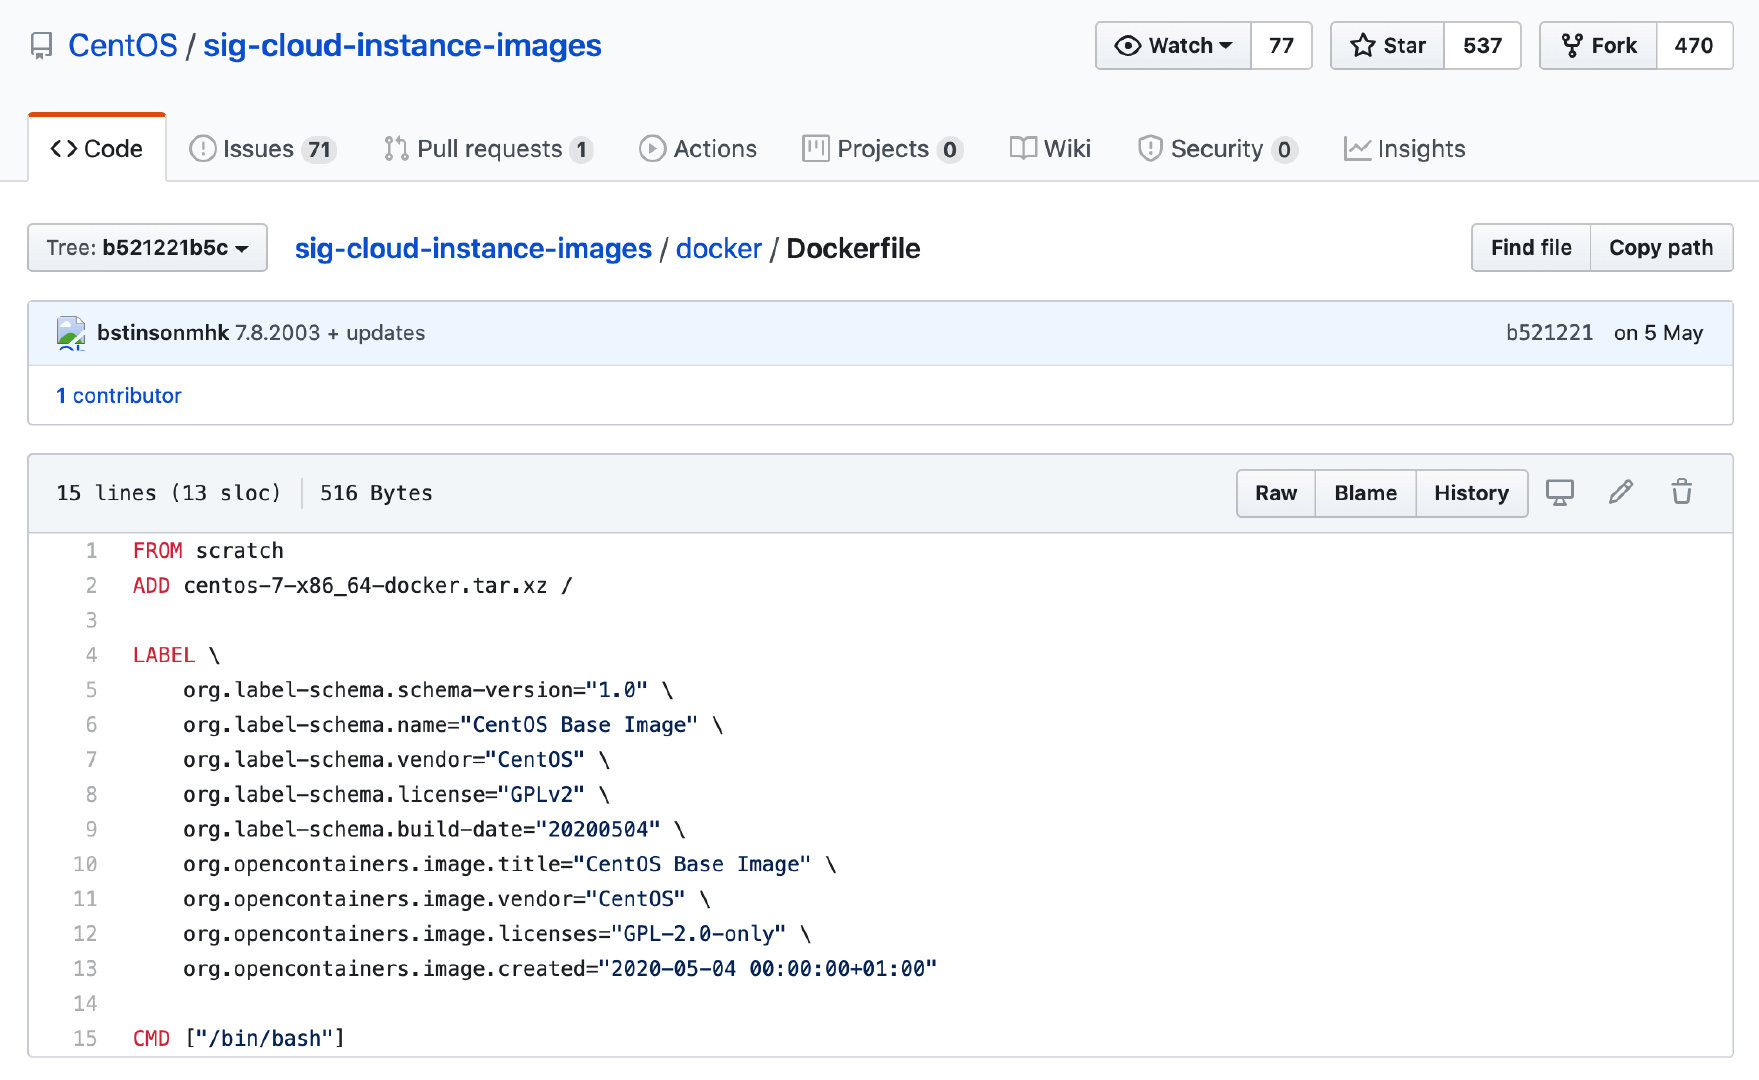 CentOS / sig-cloud-instance-images
Watch 77 Star 537 Fork 470
Code Issues 71 Pull requests 1 Actions Projects 0 Wiki Security 0 Insights
Tree: b521221b5c sig-cloud-instance-images / docker / Dockerfile Find file Copy path
bstinsonmhk 7.8.2003 + updates b521221 on 5 May
1 contributor
15 lines (13 sloc) 516 Bytes Raw Blame History
1 FROM scratch
2 ADD centos-7-x86_64-docker.tar.xz /
3
4 LABEL \
5 org.label-schema.schema-version="1.0" \
6 org.label-schema.name="CentOS Base Image" \
7 org.label-schema.vendor="CentOS" \
8 org.label-schema.license="GPLv2" \
9 org.label-schema.build-date="20200504" \
10 org.opencontainers.image.title="CentOS Base Image" \
11 org.opencontainers.image.vendor="CentOS" \
12 org.opencontainers.image.licenses="GPL-2.0-only" \
13 org.opencontainers.image.created="2020-05-04 00:00:00+01:00"
14
15 CMD ["/bin/bash"]